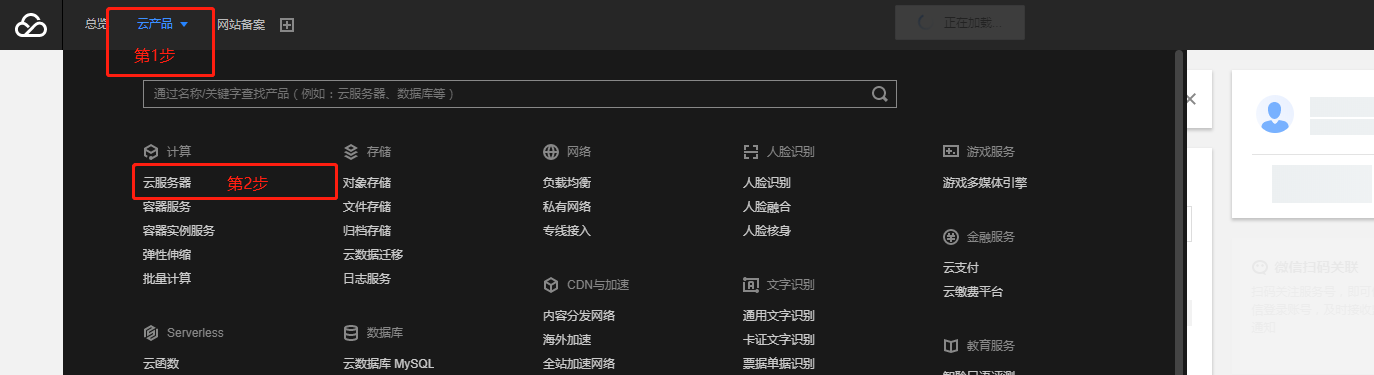 总览 云产品 网站备案 正在加载...
第1步
通过名称/关键字查找产品（例如：云服务器、数据库等）
计算 存储 网络 人脸识别 游戏服务
云服务器 第2步 对象存储 负载均衡 人脸识别 游戏多媒体引擎
容器服务 文件存储 私有网络 人脸融合
容器实例服务 归档存储 专线接入 人脸核身
金融服务
弹性伸缩 云数据迁移
云支付 微信扫码关联
批量计算 日志服务
CDN与加速 文字识别
云缴费平台
内容分发网络 通用文字识别
Serverless 数据库
海外加速 卡证文字识别
教育服务
云函数 云数据库 MySQL 全站加速网络 票据单据识别